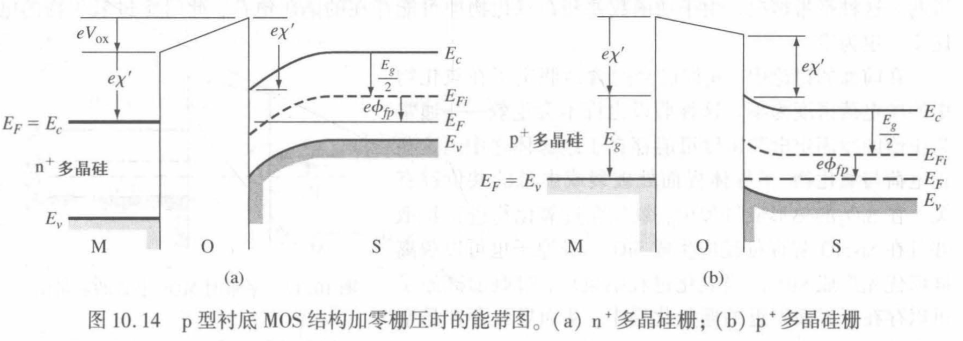 eV_ox
eχ′
eχ′
E_g/2
E_c
E_Fi
eϕ_fp
E_F
E_v
E_F = E_c
n⁺多晶硅
E_v
M O S
(a)
eχ′
eχ′
p⁺多晶硅
E_g
E_F = E_v
E_c
E_g/2
E_Fi
eϕ_fp
E_F
E_v
M O S
(b)
图 10.14 p 型衬底 MOS 结构加零栅压时的能带图。(a) n⁺多晶硅栅; (b) p⁺多晶硅栅